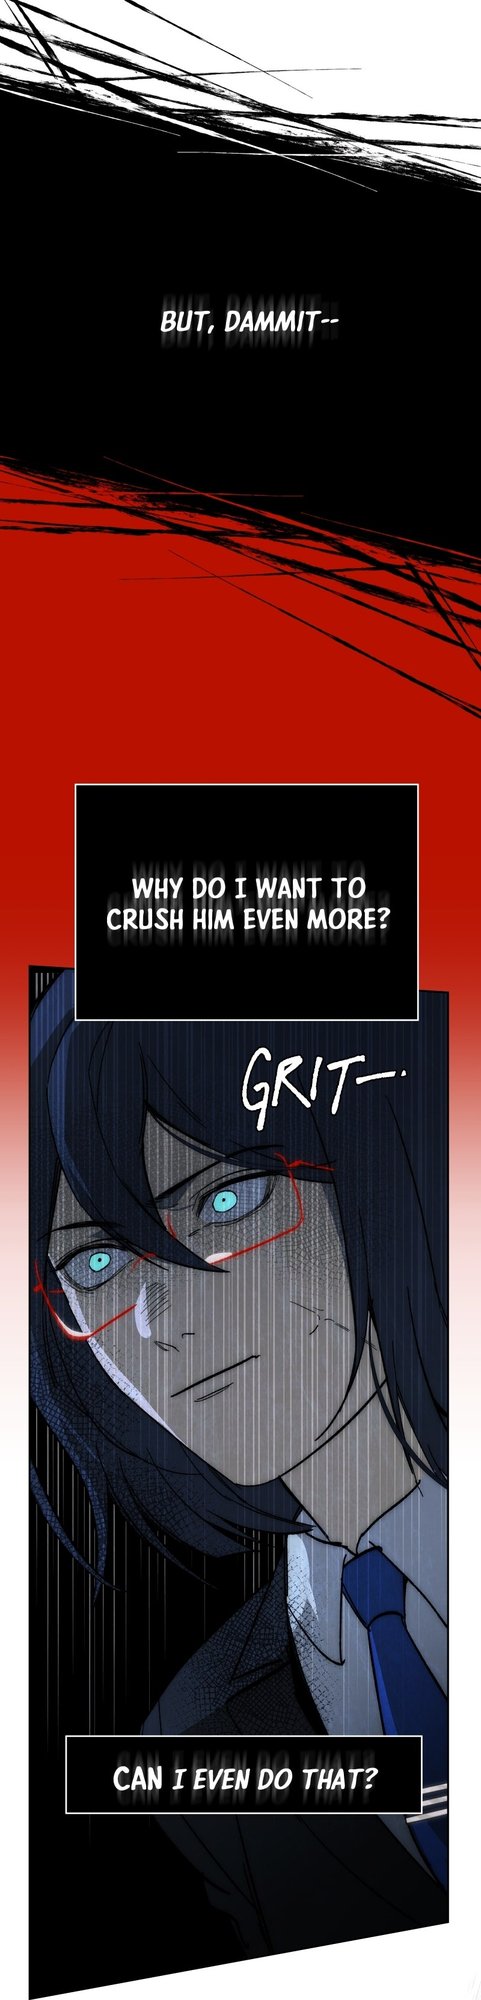 BUT, DAMMIT--
WHY DO I WANT TO
CRUSH HIM EVEN MORE?
GRIT—
CAN I EVEN DO THAT?